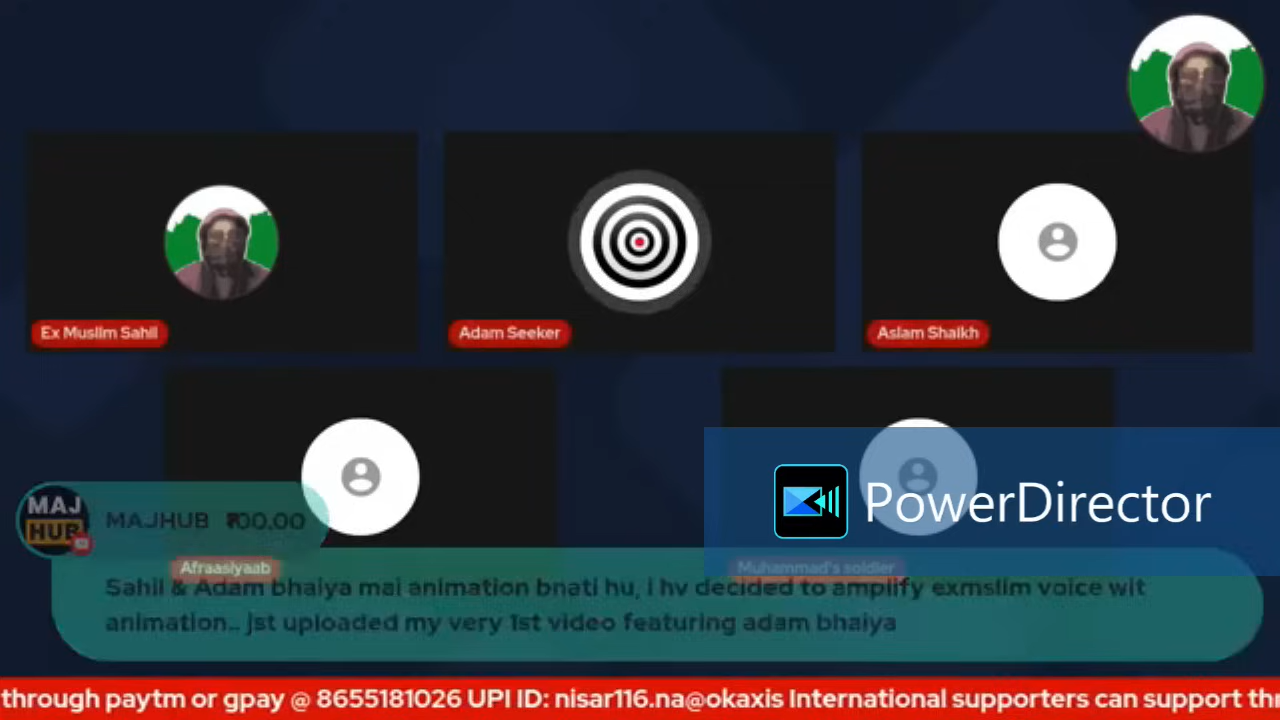 Ex Muslim Sahil
Adam Seeker
Aslam Shaikh
PowerDirector
MAJ
HUB
MAJHUB ₹00.00
Afraasiyaab
Muhammad's soldier
Sahil & Adam bhaiya mai animation bnati hu, i hv decided to amplify exmslim voice wit
animation.. jst uploaded my very 1st video featuring adam bhaiya
through paytm or gpay @ 8655181026 UPI ID: nisar116.na@okaxis International supporters can support thr